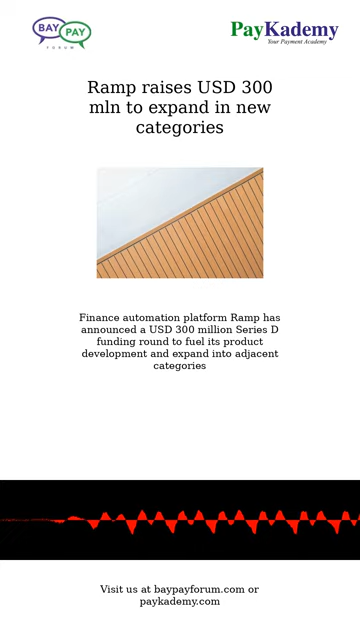 BAY
PAY
FORUM
PayKademy
Your Payment Academy
Ramp raises USD 300
mln to expand in new
categories
Finance automation platform Ramp has
announced a USD 300 million Series D
funding round to fuel its product
development and expand into adjacent
categories
Visit us at baypayforum.com or
paykademy.com